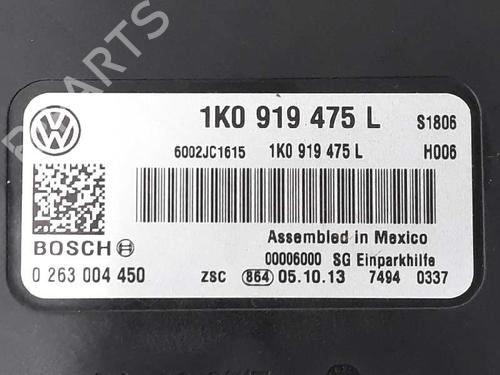 PARTS
1K0 919 475 L S1806
6002JC1615 1K0 919 475 L H006
BOSCH
Assembled in Mexico
00006000 SG Einparkhilfe
0 263 004 450 ZSC 864 05.10.13 7494 0337